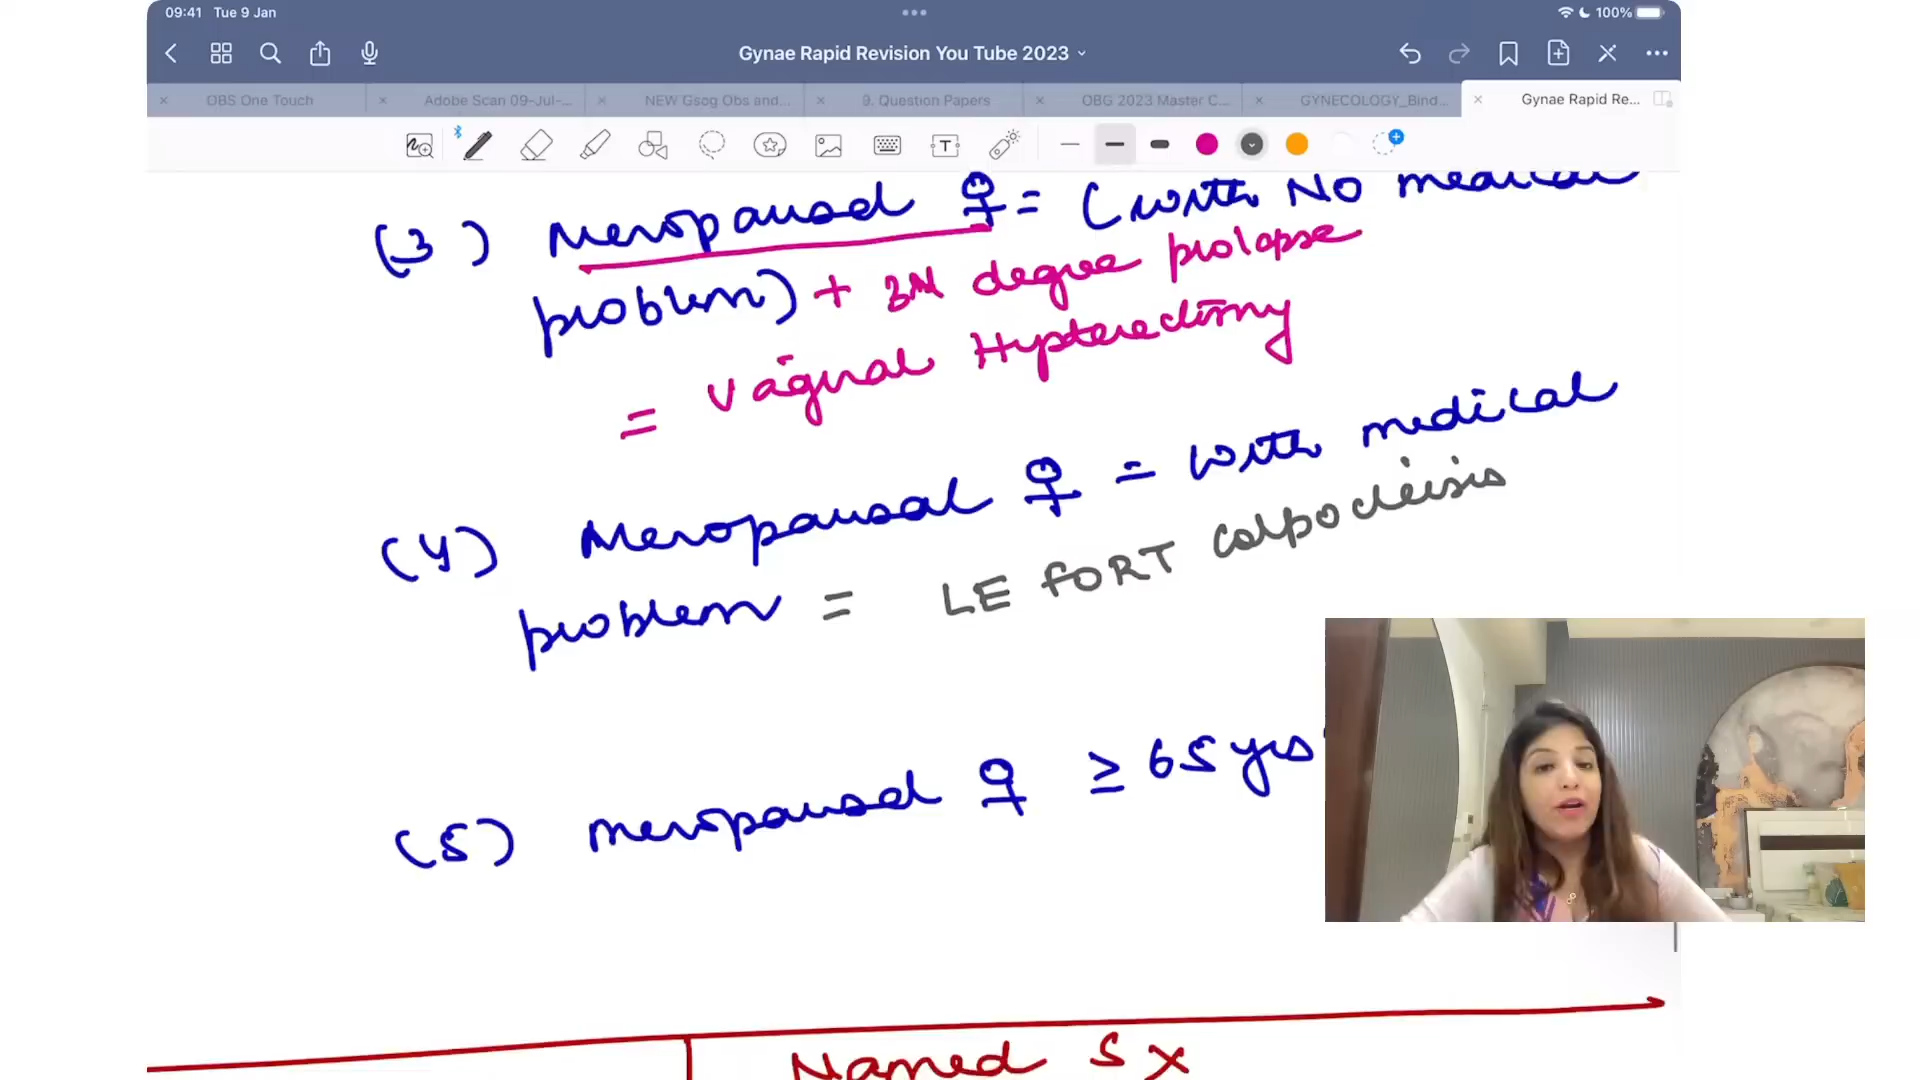 09:41 Tue 9 Jan
100%
Gynae Rapid Revision You Tube 2023
OBS One Touch
Adobe Scan 09-Jul-...
NEW Gsog Obs and...
9. Question Papers
OBG 2023 Master C...
GYNECOLOGY_Bind...
Gynae Rapid Re...
(3) Menopausal ♀ = (with NO medical
problem) + 3rd degree prolapse
= vaginal Hypterectomy
(4) Menopausal ♀ = with medical
problem = LE FORT colpocleisis
(5) menopausal ♀ ≥ 65 yrs
Named Sx